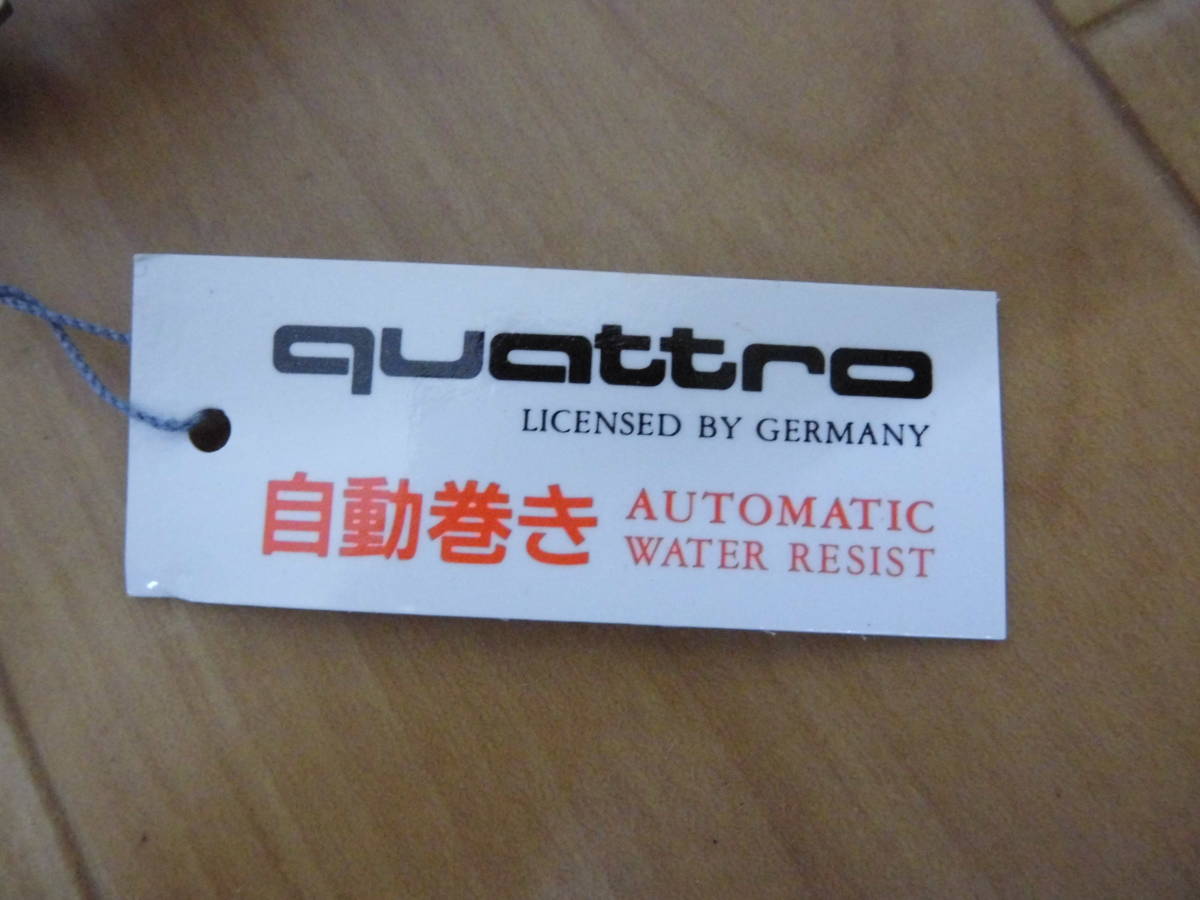 quattro
LICENSED BY GERMANY
自動巻き AUTOMATIC
WATER RESIST